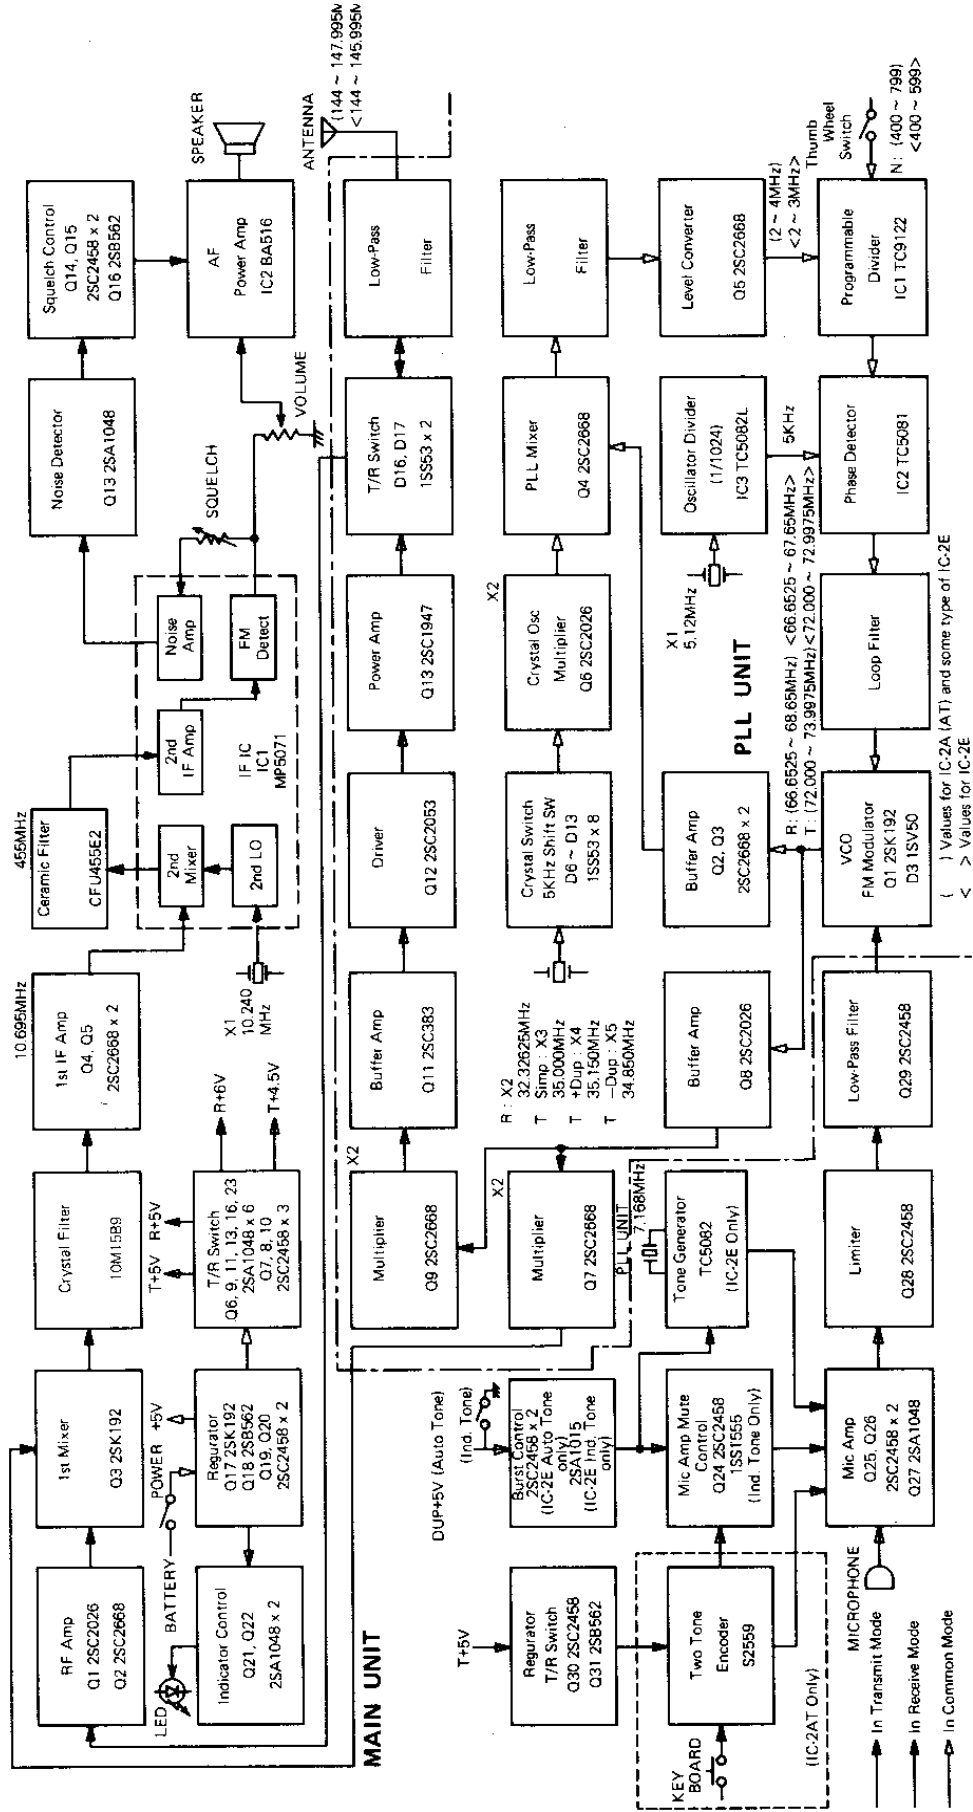 RF Amp
Q1 2SC2026
Q2 2SC2668
1st Mixer
Q3 2SK192
Crystal Filter
10M15B9
10.695MHz
1st IF Amp
Q4, Q5
2SC2668 x 2
455MHz
Ceramic Filter
CFU455E2
2nd
Mixer
2nd LO
2nd
IF Amp
IF IC
IC1
MP5071
Noise
Amp
FM
Detect
X1
10.240
MHz
Noise Detector
Q13 2SA1048
Squelch Control
Q14, Q15
2SC2458 x 2
Q16 2SB562
SQUELCH
VOLUME
AF
Power Amp
IC2 BA516
SPEAKER
LED
BATTERY
POWER
+5V
Indicator Control
Q21, Q22
2SA1048 x 2
Regurator
Q17 2SK192
Q18 2SB562
Q19, Q20
2SC2458 x 2
T+5V
R+5V
T/R Switch
Q6, 9, 11, 13, 16, 23
2SA1048 x 6
Q7, 8, 10
2SC2458 x 3
R+6V
T+4.5V
MAIN UNIT
X2
Multiplier
Q9 2SC2668
Buffer Amp
Q11 2SC383
Driver
Q12 2SC2053
Power Amp
Q13 2SC1947
T/R Switch
D16, D17
1SS53 x 2
Low-Pass
Filter
ANTENNA
(144 ~ 147.995M
<144 ~ 145.995M
DUP+5V (Auto Tone)
(Ind. Tone)
X2
Multiplier
Q7 2SC2668
R : X2
32.32625MHz
T Simp : X3
35.000MHz
T +Dup : X4
35.150MHz
T −Dup : X5
34.850MHz
Crystal Switch
5KHz Shift SW
D6 ~ D13
1SS53 x 8
X2
Crystal Osc
Multiplier
Q6 2SC2026
PLL Mixer
Q4 2SC2668
Low-Pass
Filter
T+5V
Regurator
T/R Switch
Q30 2SC2458
Q31 2SB562
Burst Control
2SC2458 x 2
(IC-2E Auto Tone
only)
2SA1015
(IC-2E Ind. Tone
only)
PLL UNIT
7.168MHz
Tone Generator
TC5082
(IC-2E Only)
Buffer Amp
Q8 2SC2026
Buffer Amp
Q2, Q3
2SC2668 x 2
PLL UNIT
X1
5.12MHz
Oscillator Divider
(1/1024)
IC3 TC5082L
5KHz
Level Converter
Q5 2SC2668
(2 ~ 4MHz)
<2 ~ 3MHz>
KEY
BOARD
Two Tone
Encoder
S2559
(IC-2AT Only)
Mic Amp Mute
Control
Q24 2SC2458
1SS1555
(Ind. Tone Only)
R: (66.6525 ~ 68.65MHz) <66.6525 ~ 67.65MHz>
T: (72.000 ~ 73.9975MHz)<72.000 ~ 72.9975MHz>
Thumb
Wheel
Switch
N: (400 ~ 799)
<400 ~ 599>
MICROPHONE
Mic Amp
Q25, Q26
2SC2458 x 2
Q27 2SA1048
Limiter
Q28 2SC2458
Low-Pass Filter
Q29 2SC2458
VCO
FM Modulator
Q1 2SK192
D3 1SV50
Loop Filter
Phase Detector
IC2 TC5081
Programmable
Divider
IC1 TC9122
In Transmit Mode
In Receive Mode
In Common Mode
( ) Values for IC-2A (AT) and some type of IC-2E
< > Values for IC-2E